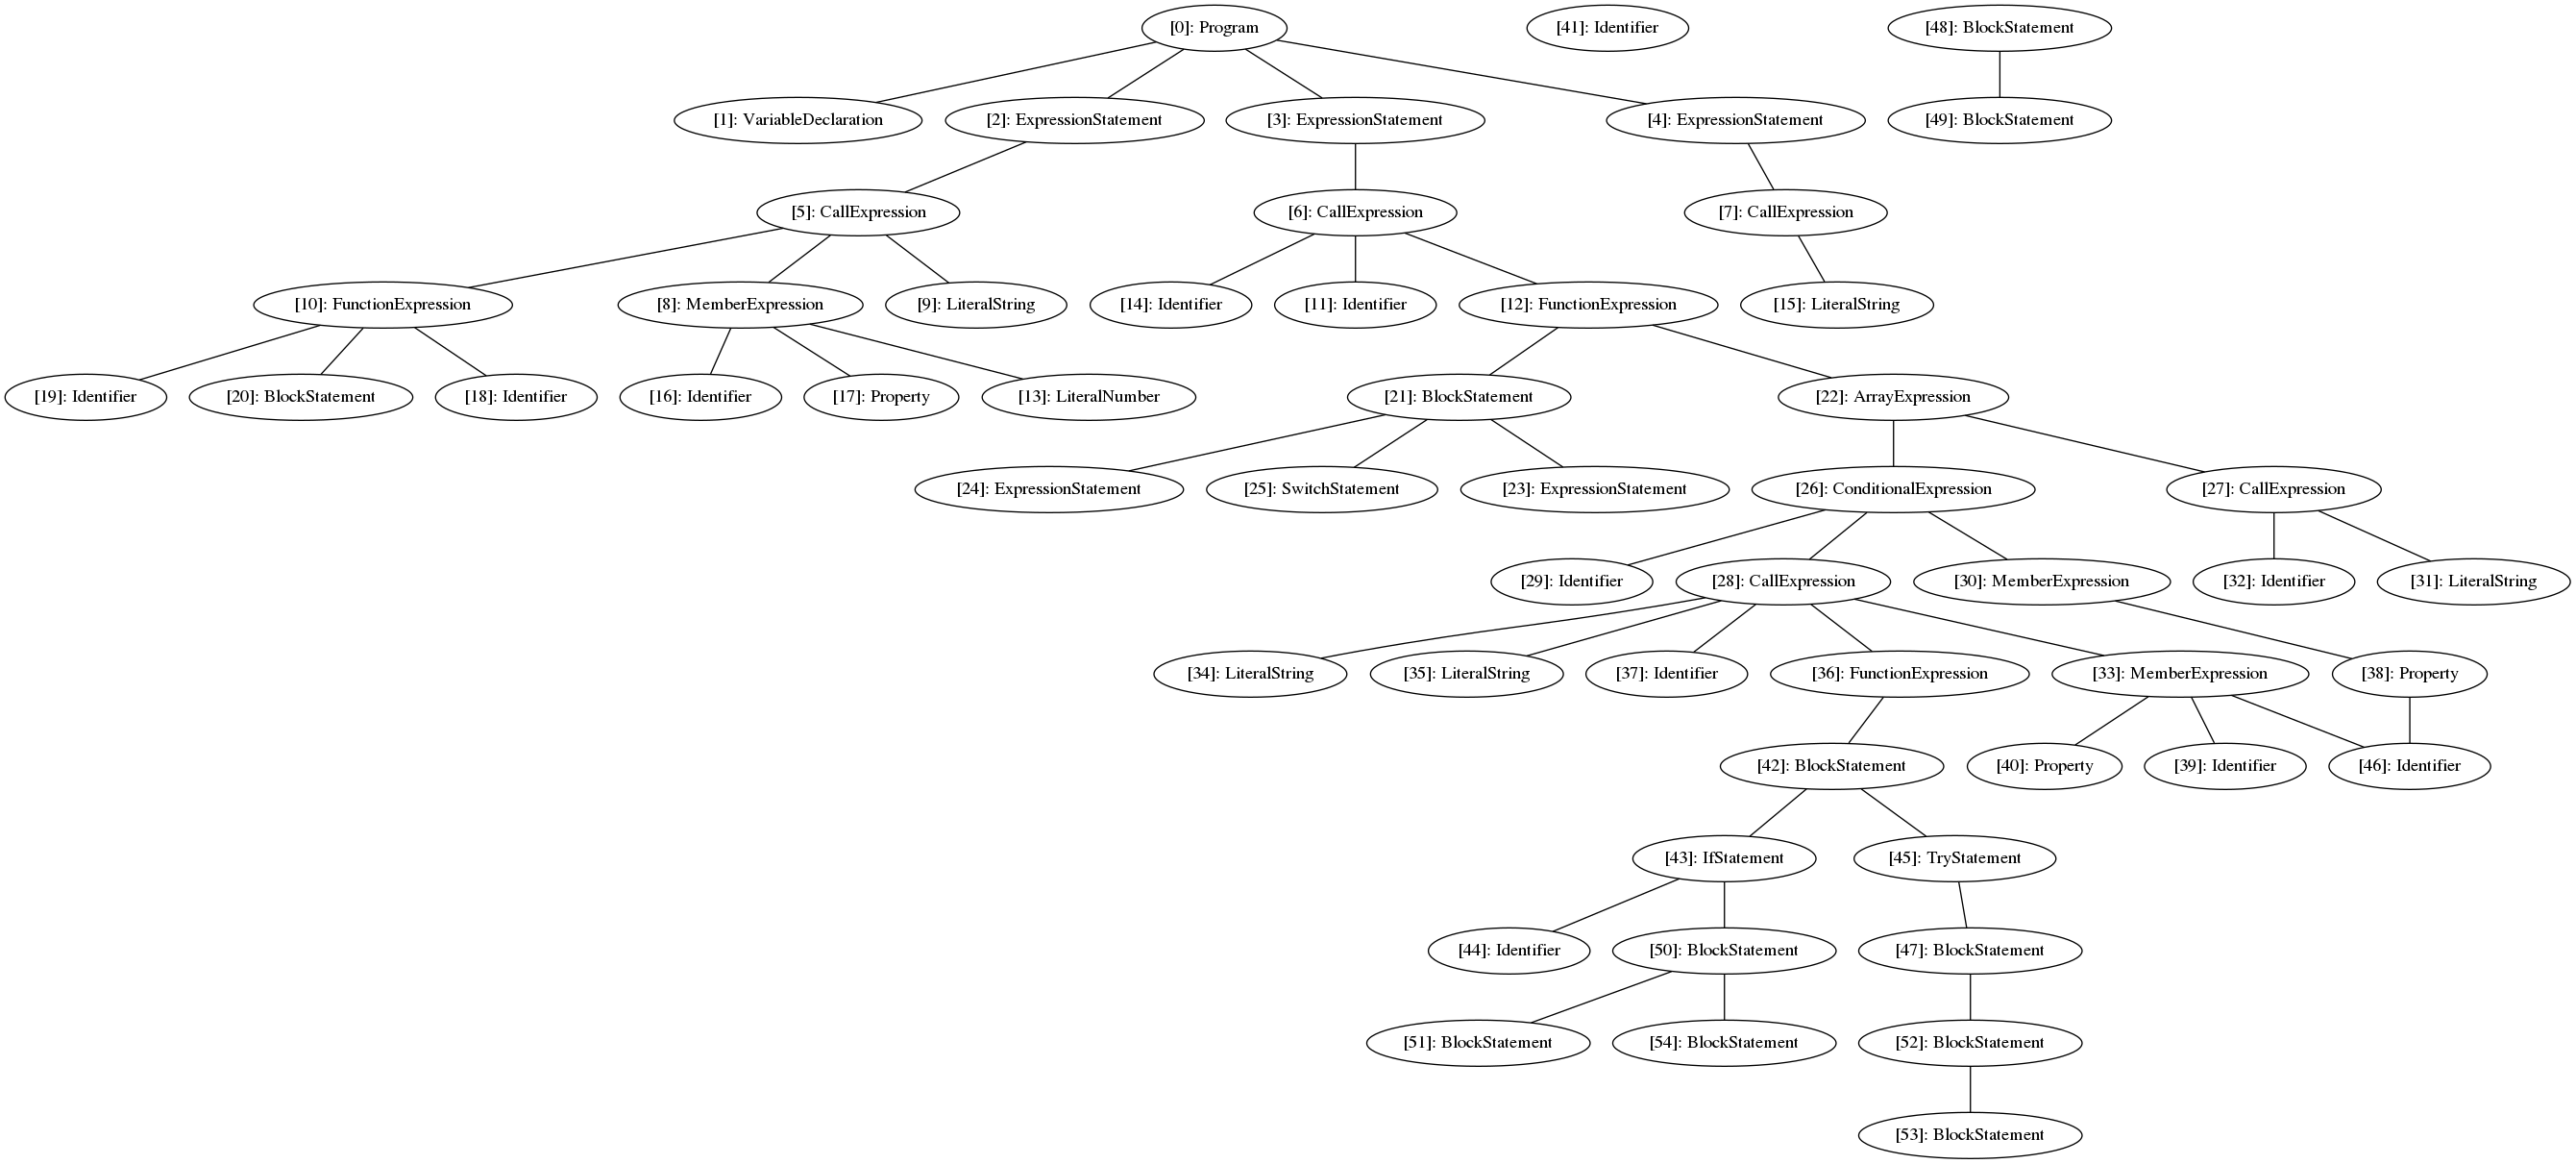 [0]: Program
[41]: Identifier
[48]: BlockStatement
[1]: VariableDeclaration
[2]: ExpressionStatement
[3]: ExpressionStatement
[4]: ExpressionStatement
[49]: BlockStatement
[5]: CallExpression
[6]: CallExpression
[7]: CallExpression
[10]: FunctionExpression
[8]: MemberExpression
[9]: LiteralString
[14]: Identifier
[11]: Identifier
[12]: FunctionExpression
[15]: LiteralString
[19]: Identifier
[20]: BlockStatement
[18]: Identifier
[16]: Identifier
[17]: Property
[13]: LiteralNumber
[21]: BlockStatement
[22]: ArrayExpression
[24]: ExpressionStatement
[25]: SwitchStatement
[23]: ExpressionStatement
[26]: ConditionalExpression
[27]: CallExpression
[29]: Identifier
[28]: CallExpression
[30]: MemberExpression
[32]: Identifier
[31]: LiteralString
[34]: LiteralString
[35]: LiteralString
[37]: Identifier
[36]: FunctionExpression
[33]: MemberExpression
[38]: Property
[42]: BlockStatement
[40]: Property
[39]: Identifier
[46]: Identifier
[43]: IfStatement
[45]: TryStatement
[44]: Identifier
[50]: BlockStatement
[47]: BlockStatement
[51]: BlockStatement
[54]: BlockStatement
[52]: BlockStatement
[53]: BlockStatement